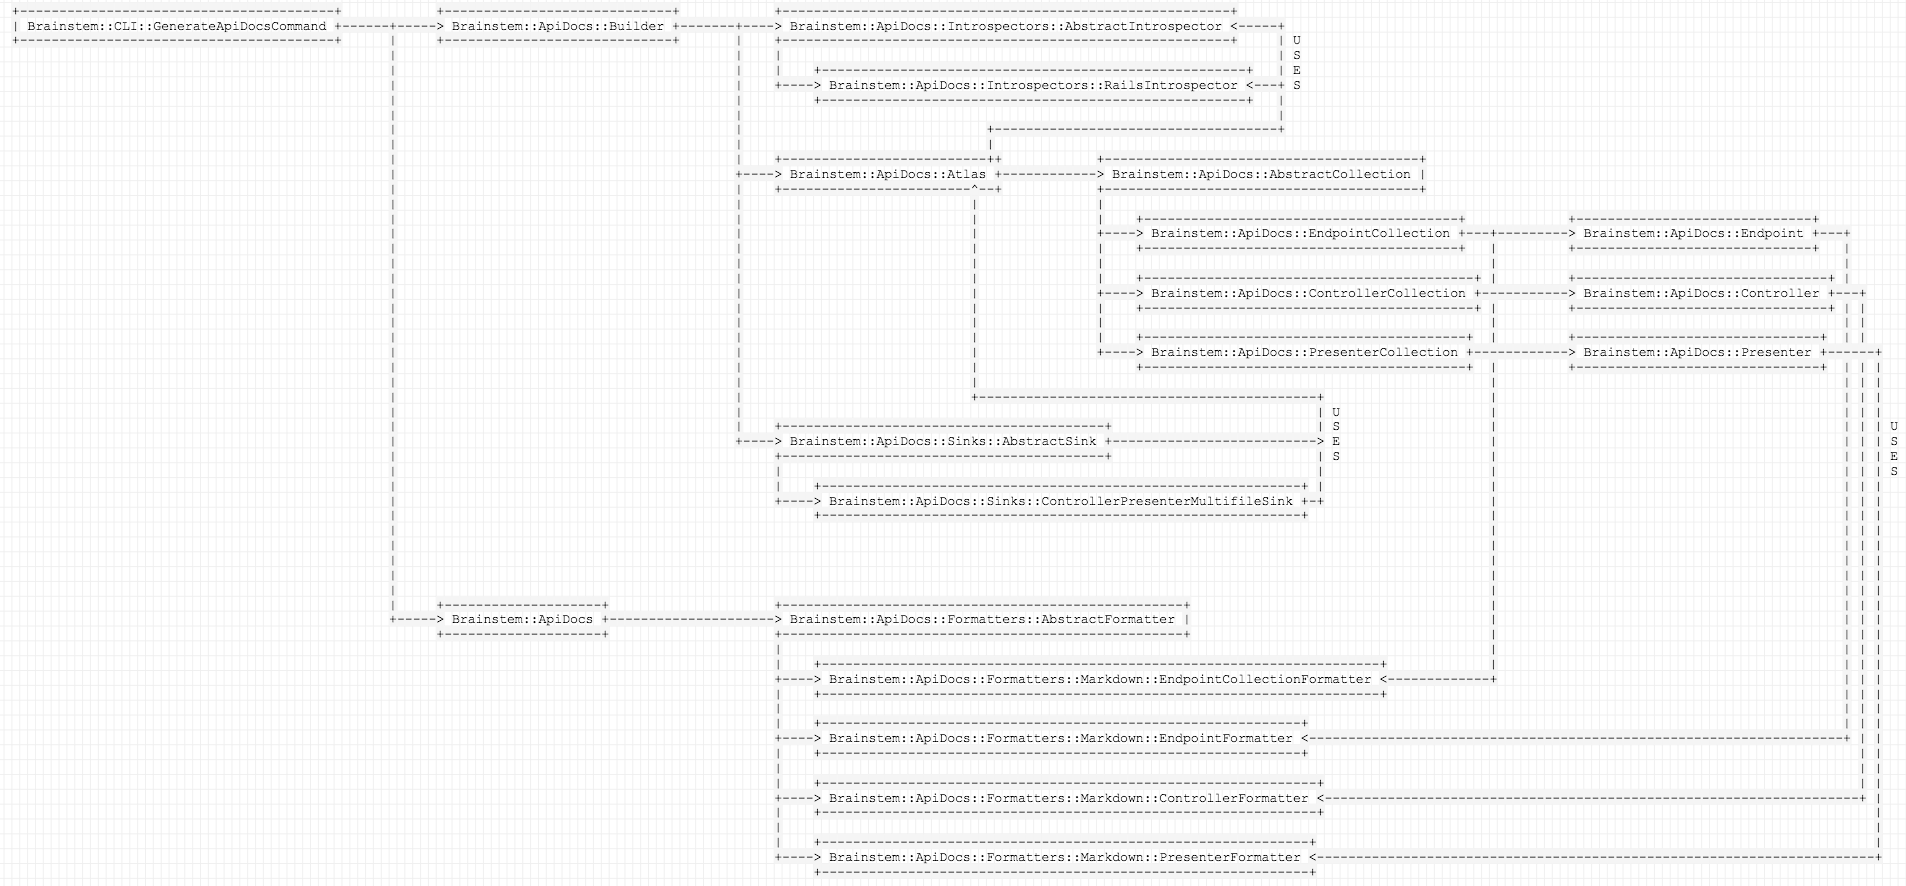 Brainstem::CLI::GenerateApiDocsCommand
Brainstem::ApiDocs::Builder
Brainstem::ApiDocs::Introspectors::AbstractIntrospector
USES
Brainstem::ApiDocs::Introspectors::RailsIntrospector
Brainstem::ApiDocs::Atlas
Brainstem::ApiDocs::AbstractCollection
Brainstem::ApiDocs::EndpointCollection
Brainstem::ApiDocs::Endpoint
Brainstem::ApiDocs::ControllerCollection
Brainstem::ApiDocs::Controller
Brainstem::ApiDocs::PresenterCollection
Brainstem::ApiDocs::Presenter
USES
USES
Brainstem::ApiDocs::Sinks::AbstractSink
Brainstem::ApiDocs::Sinks::ControllerPresenterMultifileSink
Brainstem::ApiDocs
Brainstem::ApiDocs::Formatters::AbstractFormatter
Brainstem::ApiDocs::Formatters::Markdown::EndpointCollectionFormatter
Brainstem::ApiDocs::Formatters::Markdown::EndpointFormatter
Brainstem::ApiDocs::Formatters::Markdown::ControllerFormatter
Brainstem::ApiDocs::Formatters::Markdown::PresenterFormatter